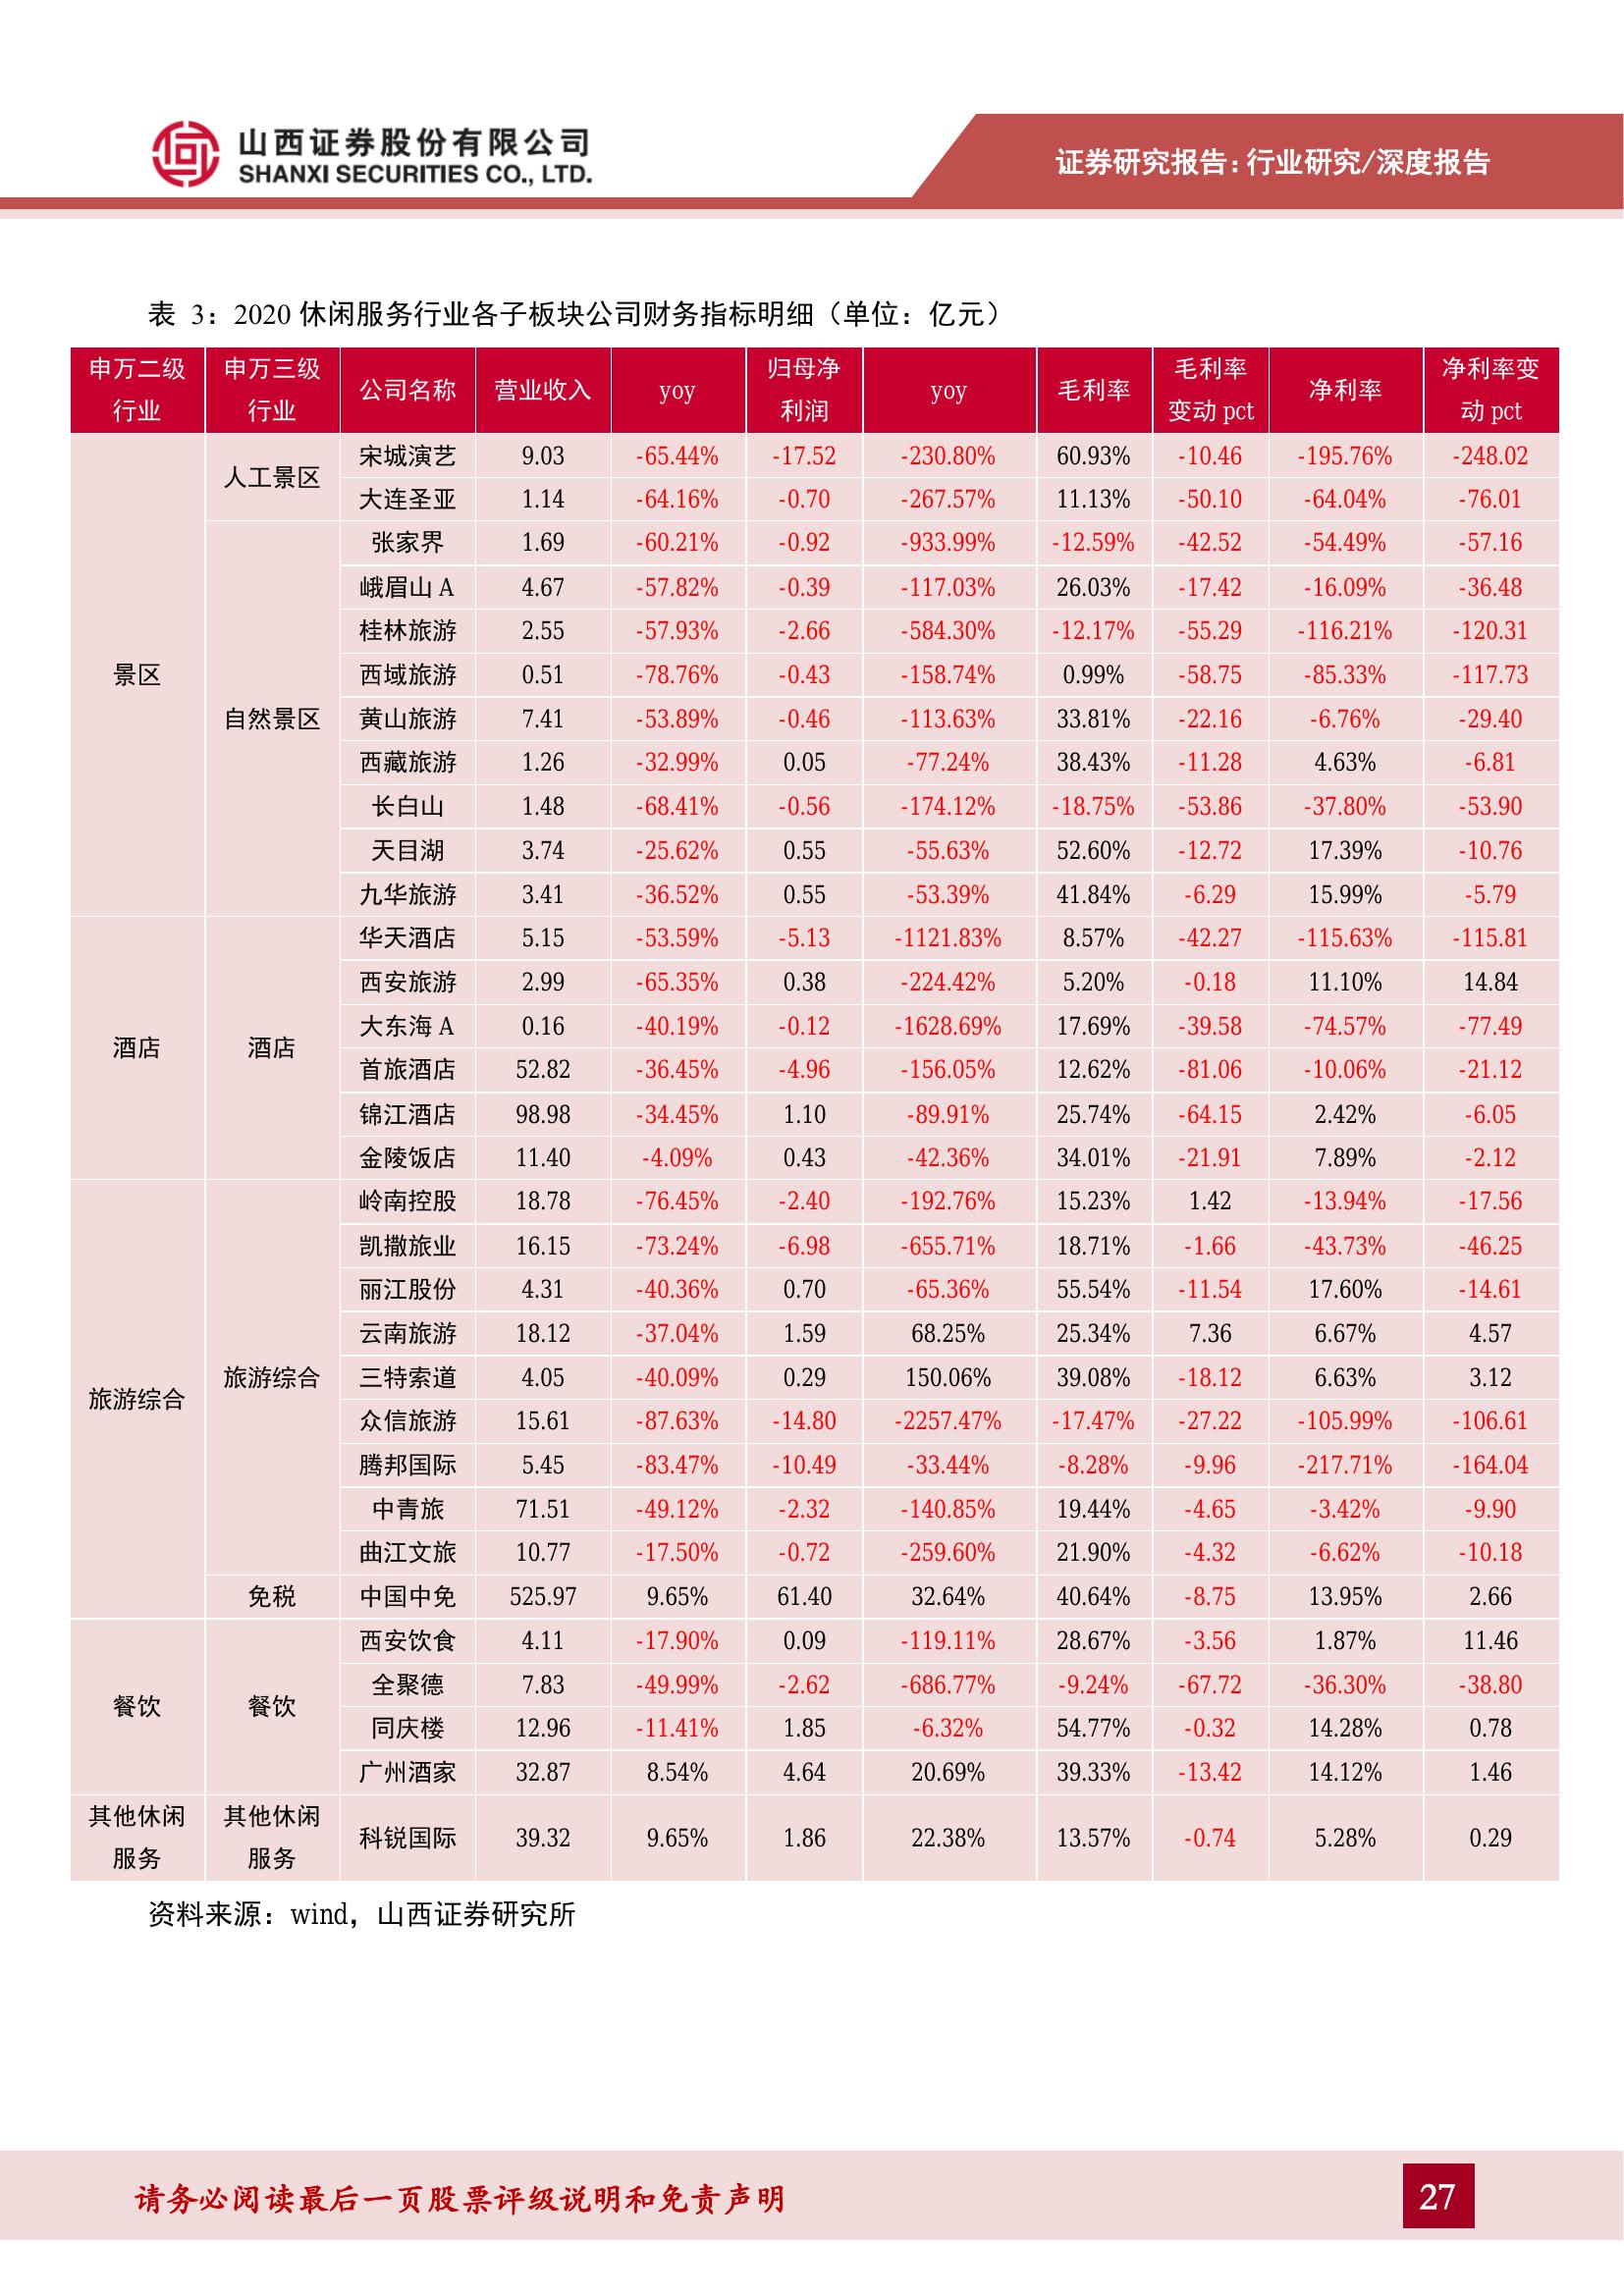 山西证券股份有限公司
SHANXI SECURITIES CO., LTD.
证券研究报告：行业研究/深度报告
表 3：2020 休闲服务行业各子板块公司财务指标明细（单位：亿元）
申万二级行业 申万三级行业 公司名称 营业收入 yoy 归母净利润 yoy 毛利率 毛利率变动 pct 净利率 净利率变动 pct
景区 人工景区 宋城演艺 9.03 -65.44% -17.52 -230.80% 60.93% -10.46 -195.76% -248.02
大连圣亚 1.14 -64.16% -0.70 -267.57% 11.13% -50.10 -64.04% -76.01
自然景区 张家界 1.69 -60.21% -0.92 -933.99% -12.59% -42.52 -54.49% -57.16
峨眉山 A 4.67 -57.82% -0.39 -117.03% 26.03% -17.42 -16.09% -36.48
桂林旅游 2.55 -57.93% -2.66 -584.30% -12.17% -55.29 -116.21% -120.31
西域旅游 0.51 -78.76% -0.43 -158.74% 0.99% -58.75 -85.33% -117.73
黄山旅游 7.41 -53.89% -0.46 -113.63% 33.81% -22.16 -6.76% -29.40
西藏旅游 1.26 -32.99% 0.05 -77.24% 38.43% -11.28 4.63% -6.81
长白山 1.48 -68.41% -0.56 -174.12% -18.75% -53.86 -37.80% -53.90
天目湖 3.74 -25.62% 0.55 -55.63% 52.60% -12.72 17.39% -10.76
九华旅游 3.41 -36.52% 0.55 -53.39% 41.84% -6.29 15.99% -5.79
酒店 酒店 华天酒店 5.15 -53.59% -5.13 -1121.83% 8.57% -42.27 -115.63% -115.81
西安旅游 2.99 -65.35% 0.38 -224.42% 5.20% -0.18 11.10% 14.84
大东海 A 0.16 -40.19% -0.12 -1628.69% 17.69% -39.58 -74.57% -77.49
首旅酒店 52.82 -36.45% -4.96 -156.05% 12.62% -81.06 -10.06% -21.12
锦江酒店 98.98 -34.45% 1.10 -89.91% 25.74% -64.15 2.42% -6.05
金陵饭店 11.40 -4.09% 0.43 -42.36% 34.01% -21.91 7.89% -2.12
旅游综合 旅游综合 岭南控股 18.78 -76.45% -2.40 -192.76% 15.23% 1.42 -13.94% -17.56
凯撒旅业 16.15 -73.24% -6.98 -655.71% 18.71% -1.66 -43.73% -46.25
丽江股份 4.31 -40.36% 0.70 -65.36% 55.54% -11.54 17.60% -14.61
云南旅游 18.12 -37.04% 1.59 68.25% 25.34% 7.36 6.67% 4.57
三特索道 4.05 -40.09% 0.29 150.06% 39.08% -18.12 6.63% 3.12
众信旅游 15.61 -87.63% -14.80 -2257.47% -17.47% -27.22 -105.99% -106.61
腾邦国际 5.45 -83.47% -10.49 -33.44% -8.28% -9.96 -217.71% -164.04
中青旅 71.51 -49.12% -2.32 -140.85% 19.44% -4.65 -3.42% -9.90
曲江文旅 10.77 -17.50% -0.72 -259.60% 21.90% -4.32 -6.62% -10.18
免税 中国中免 525.97 9.65% 61.40 32.64% 40.64% -8.75 13.95% 2.66
餐饮 餐饮 西安饮食 4.11 -17.90% 0.09 -119.11% 28.67% -3.56 1.87% 11.46
全聚德 7.83 -49.99% -2.62 -686.77% -9.24% -67.72 -36.30% -38.80
同庆楼 12.96 -11.41% 1.85 -6.32% 54.77% -0.32 14.28% 0.78
广州酒家 32.87 8.54% 4.64 20.69% 39.33% -13.42 14.12% 1.46
其他休闲服务 其他休闲服务 科锐国际 39.32 9.65% 1.86 22.38% 13.57% -0.74 5.28% 0.29
资料来源：wind，山西证券研究所
请务必阅读最后一页股票评级说明和免责声明
27